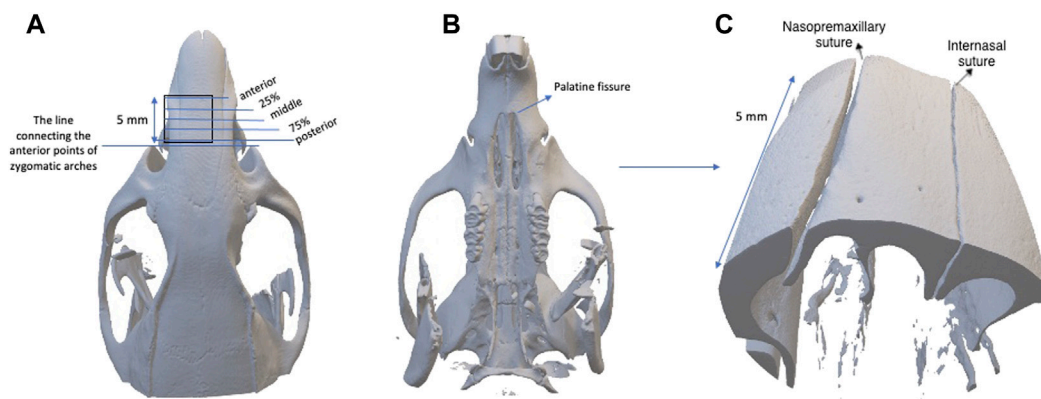 A
anterior
25%
middle
75%
posterior
5 mm
The line
connecting the
anterior points of
zygomatic arches
B
Palatine fissure
C
Nasopremaxillary
suture
Internasal
suture
5 mm